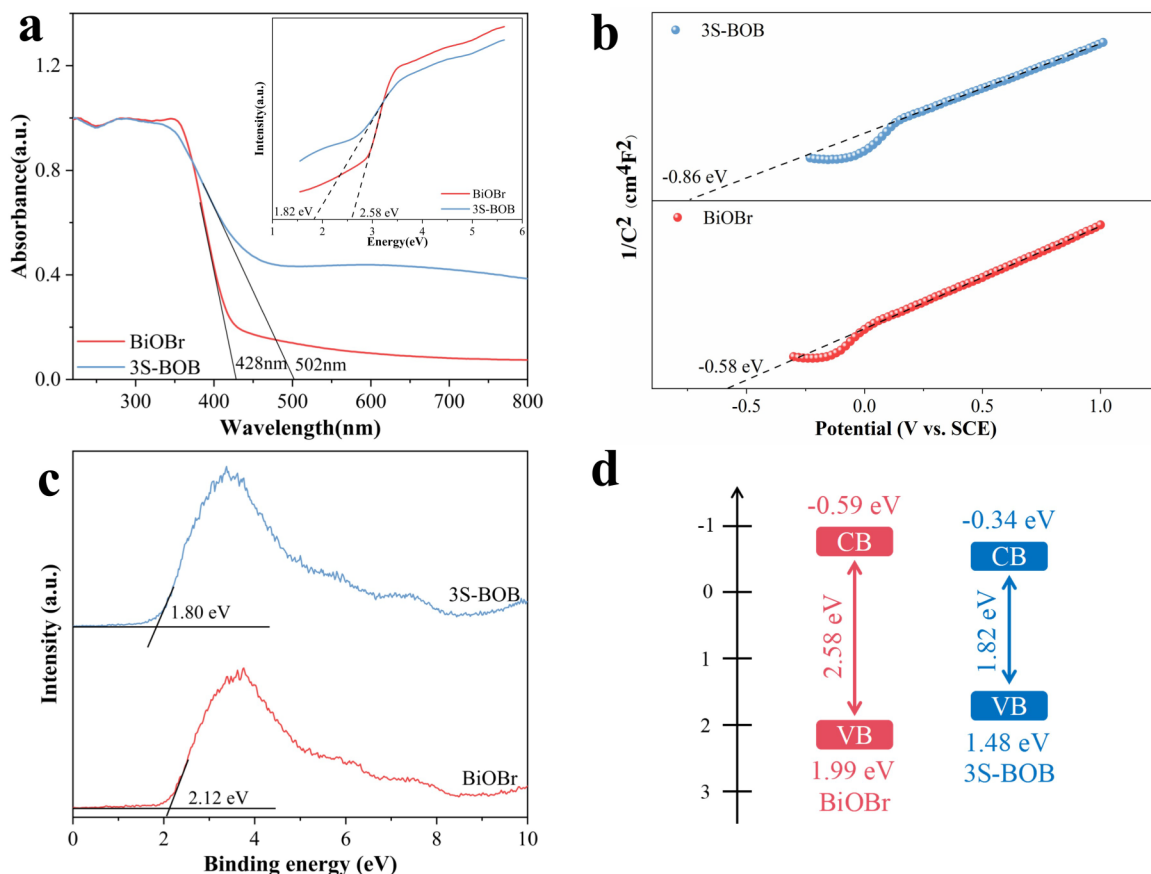 a
Absorbance(a.u.)
1.2
0.8
0.4
0.0
200
300
400
500
600
700
800
Wavelength(nm)
BiOBr
3S-BOB
428nm
502nm
Intensity(a.u.)
1.82 eV
2.58 eV
BiOBr
3S-BOB
1
2
3
4
5
6
Energy(eV)
b
3S-BOB
-0.86 eV
BiOBr
-0.58 eV
1/C² (cm⁴F²)
-0.5
0.0
0.5
1.0
Potential (V vs. SCE)
c
Intensity (a.u.)
3S-BOB
1.80 eV
BiOBr
2.12 eV
0
2
4
6
8
10
Binding energy (eV)
d
-1
0
1
2
3
-0.59 eV
CB
2.58 eV
VB
1.99 eV
BiOBr
-0.34 eV
CB
1.82 eV
VB
1.48 eV
3S-BOB